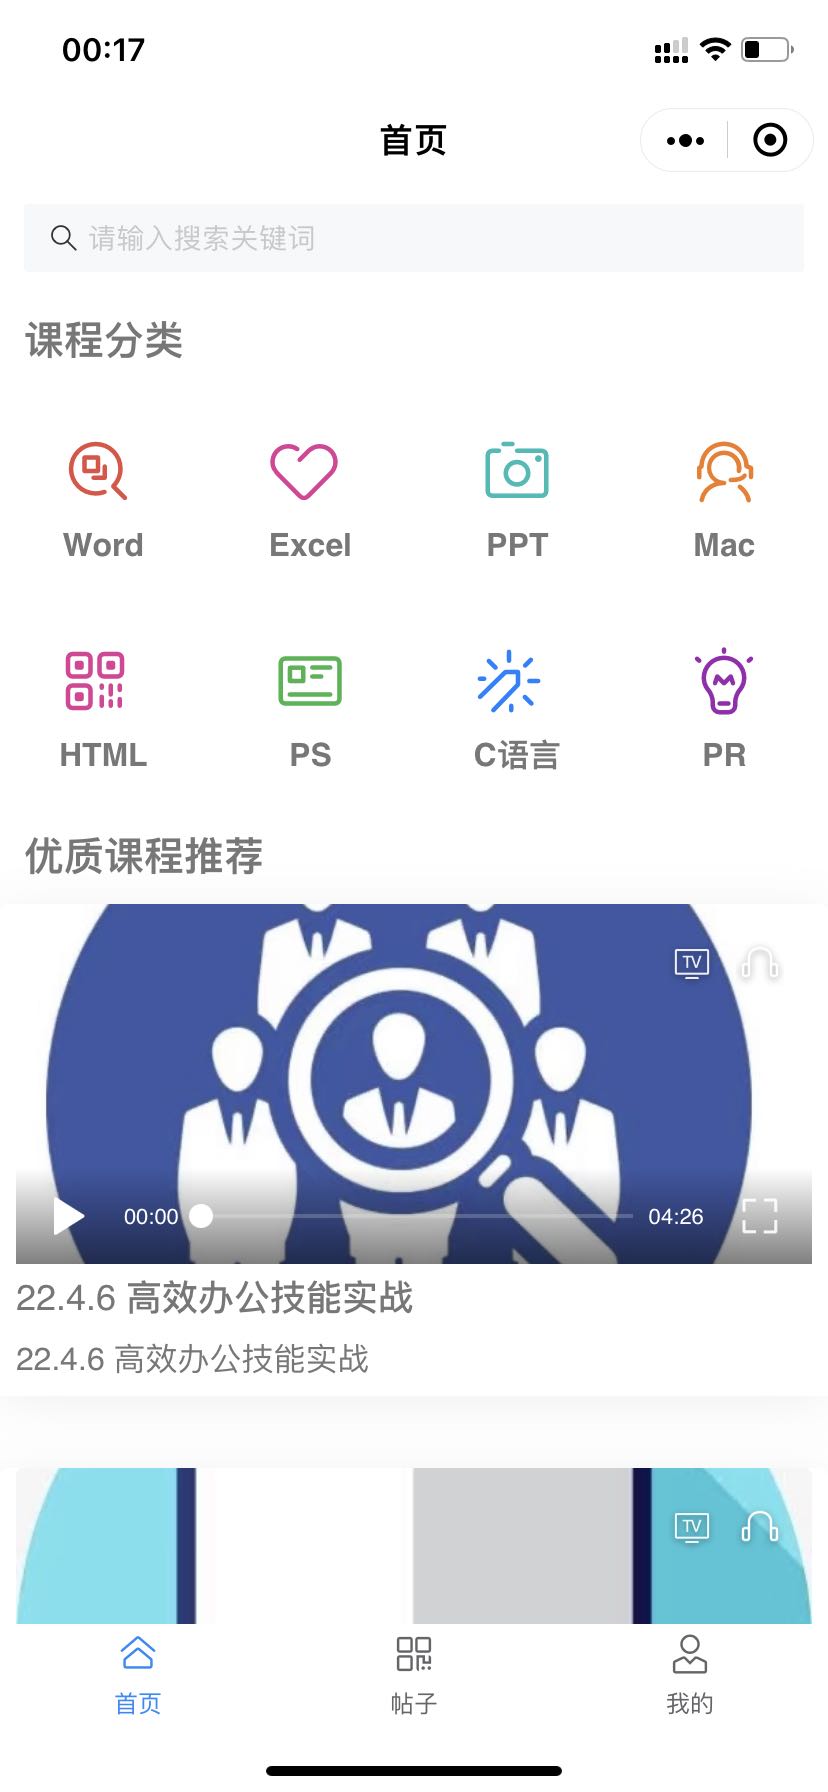 00:17
首页
请输入搜索关键词
课程分类
Word Excel PPT Mac
HTML PS C语言 PR
优质课程推荐
TV
00:00 04:26
22.4.6 高效办公技能实战
22.4.6 高效办公技能实战
TV
首页 帖子 我的